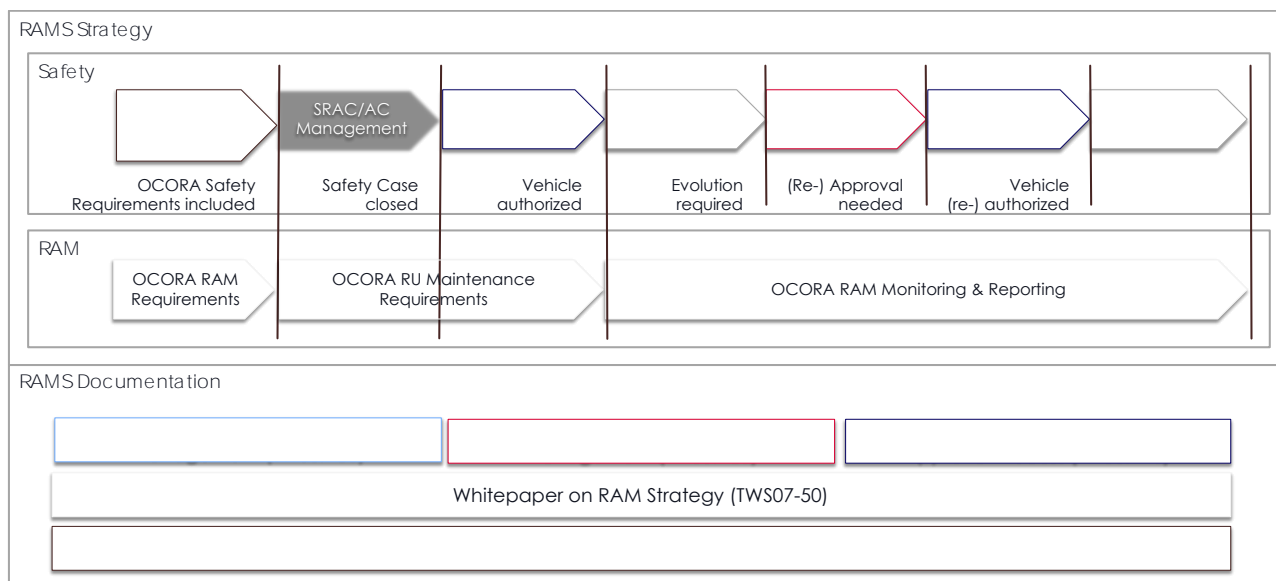 RAMS Strategy
Safety
SRAC/AC
Management
OCORA Safety
Requirements included
Safety Case
closed
Vehicle
authorized
Evolution
required
(Re-) Approval
needed
Vehicle
(re-) authorized
RAM
OCORA RAM
Requirements
OCORA RU Maintenance
Requirements
OCORA RAM Monitoring & Reporting
RAMS Documentation
Whitepaper on RAM Strategy (TWS07-50)